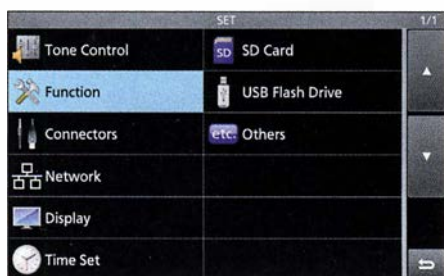 SET
1/1
Tone Control
SD SD Card
Function
USB Flash Drive
Connectors
etc. Others
Network
Display
Time Set